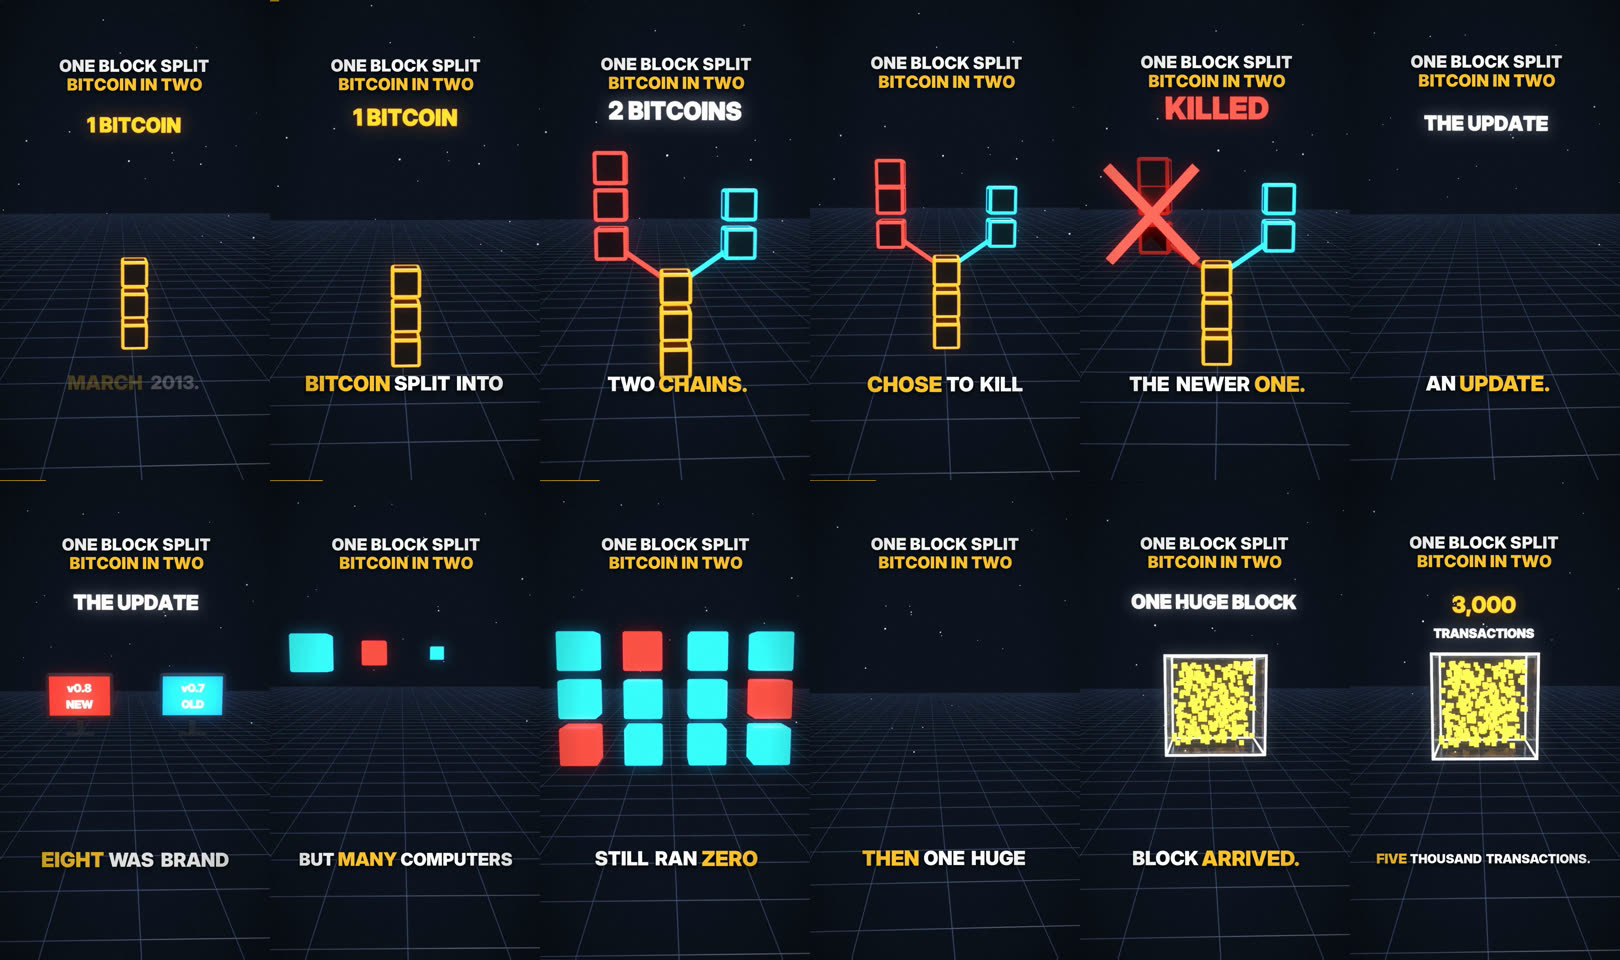 ONE BLOCK SPLIT
BITCOIN IN TWO
1 BITCOIN
MARCH 2013.
ONE BLOCK SPLIT
BITCOIN IN TWO
1 BITCOIN
BITCOIN SPLIT INTO
ONE BLOCK SPLIT
BITCOIN IN TWO
2 BITCOINS
TWO CHAINS.
ONE BLOCK SPLIT
BITCOIN IN TWO
CHOSE TO KILL
ONE BLOCK SPLIT
BITCOIN IN TWO
KILLED
THE NEWER ONE.
ONE BLOCK SPLIT
BITCOIN IN TWO
THE UPDATE
AN UPDATE.
ONE BLOCK SPLIT
BITCOIN IN TWO
THE UPDATE
v0.8
NEW
v0.7
OLD
EIGHT WAS BRAND
ONE BLOCK SPLIT
BITCOIN IN TWO
BUT MANY COMPUTERS
ONE BLOCK SPLIT
BITCOIN IN TWO
STILL RAN ZERO
ONE BLOCK SPLIT
BITCOIN IN TWO
THEN ONE HUGE
ONE BLOCK SPLIT
BITCOIN IN TWO
ONE HUGE BLOCK
BLOCK ARRIVED.
ONE BLOCK SPLIT
BITCOIN IN TWO
3,000
TRANSACTIONS
FIVE THOUSAND TRANSACTIONS.